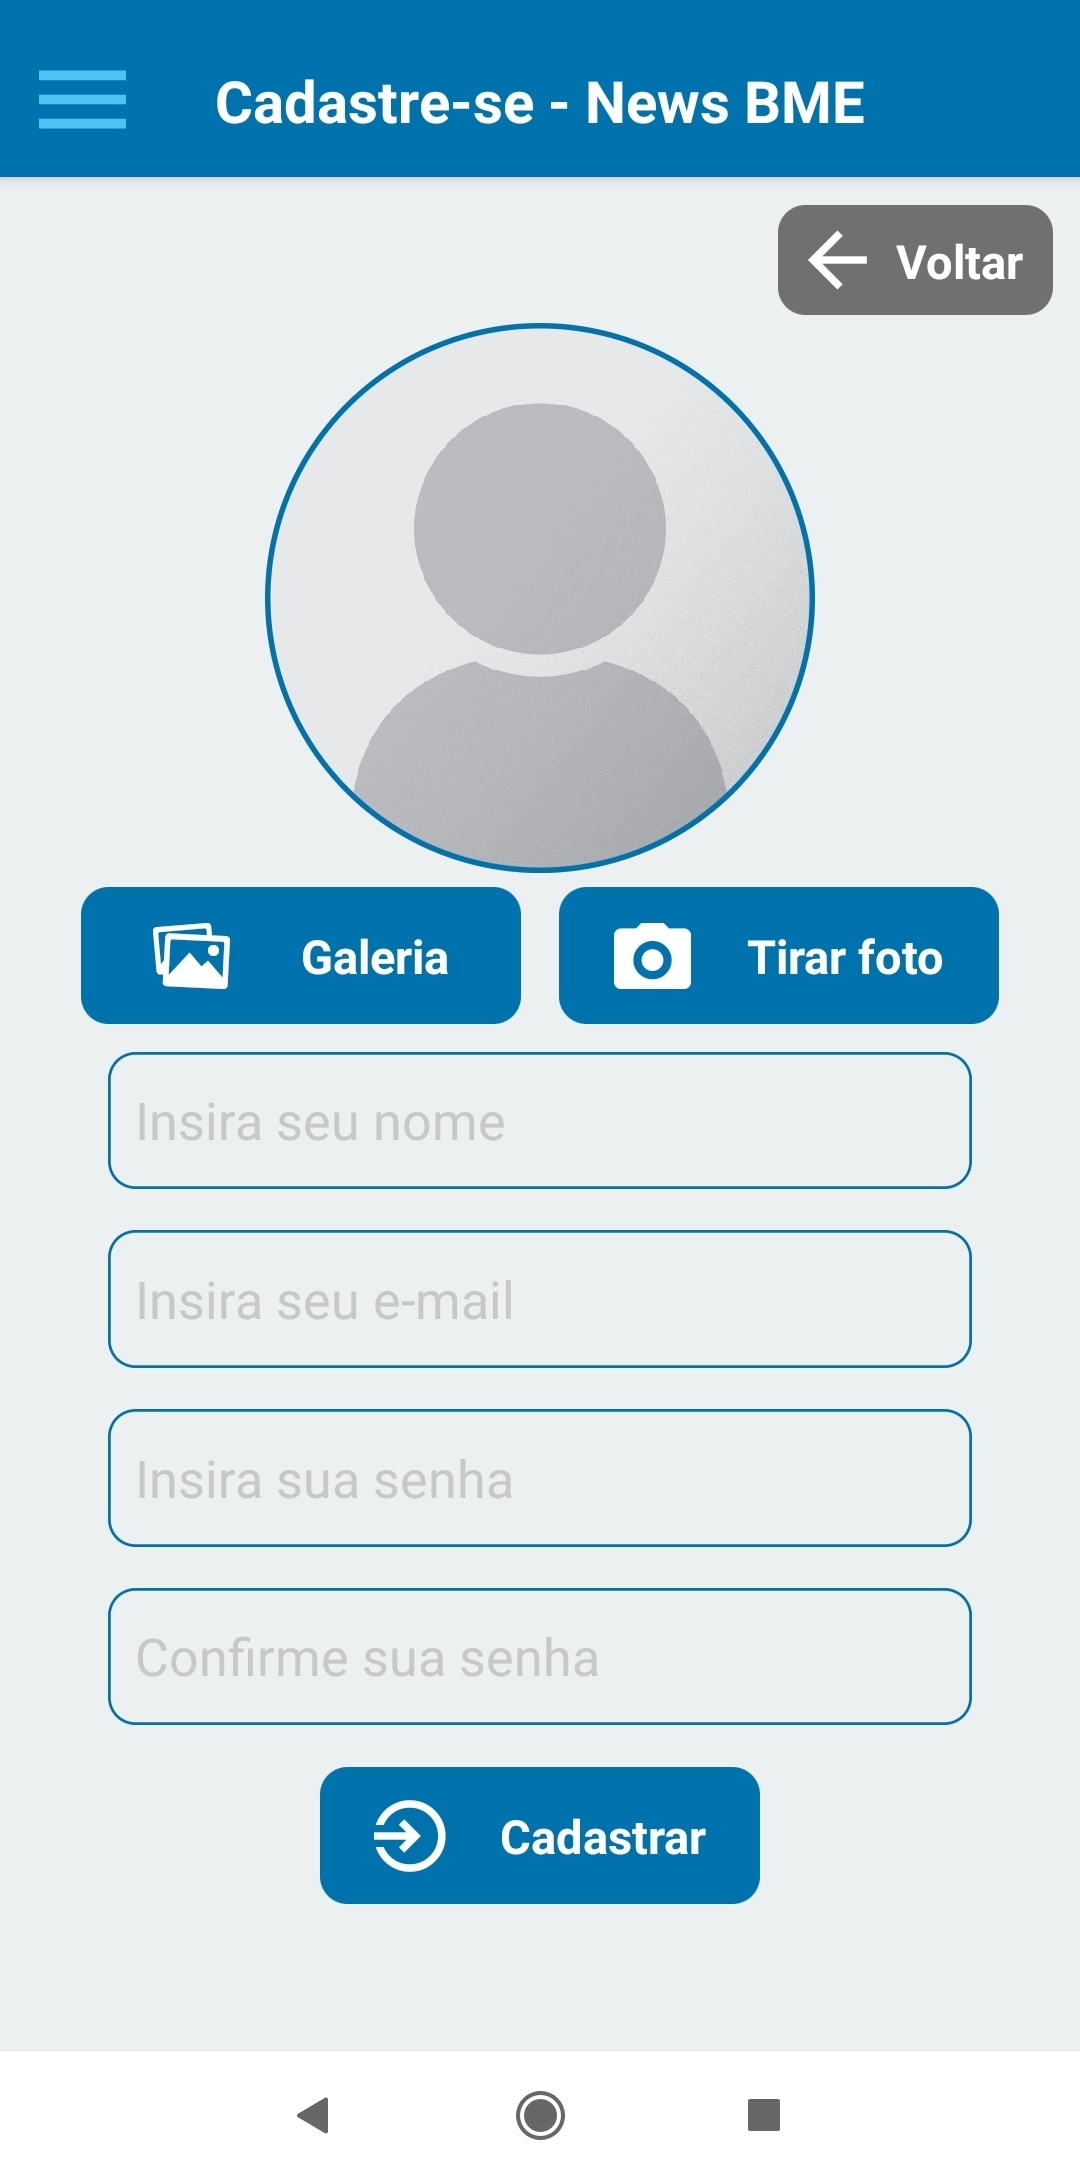 Cadastre-se - News BME
Voltar
Galeria
Tirar foto
Insira seu nome
Insira seu e-mail
Insira sua senha
Confirme sua senha
Cadastrar